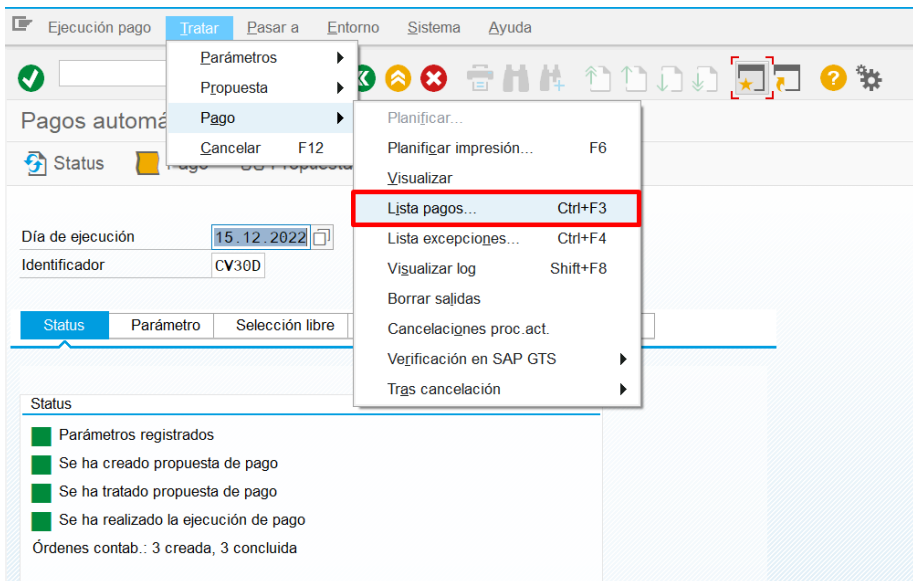 Ejecución pago Tratar Pasar a Entorno Sistema Ayuda
Parámetros
Propuesta
Pago
Cancelar F12
Planificar...
Planificar impresión... F6
Visualizar
Lista pagos... Ctrl+F3
Lista excepciones... Ctrl+F4
Visualizar log Shift+F8
Borrar salidas
Cancelaciones proc.act.
Verificación en SAP GTS
Tras cancelación
Pagos automá
Status
Día de ejecución 15.12.2022
Identificador CV30D
Status Parámetro Selección libre
Status
Parámetros registrados
Se ha creado propuesta de pago
Se ha tratado propuesta de pago
Se ha realizado la ejecución de pago
Órdenes contab.: 3 creada, 3 concluida